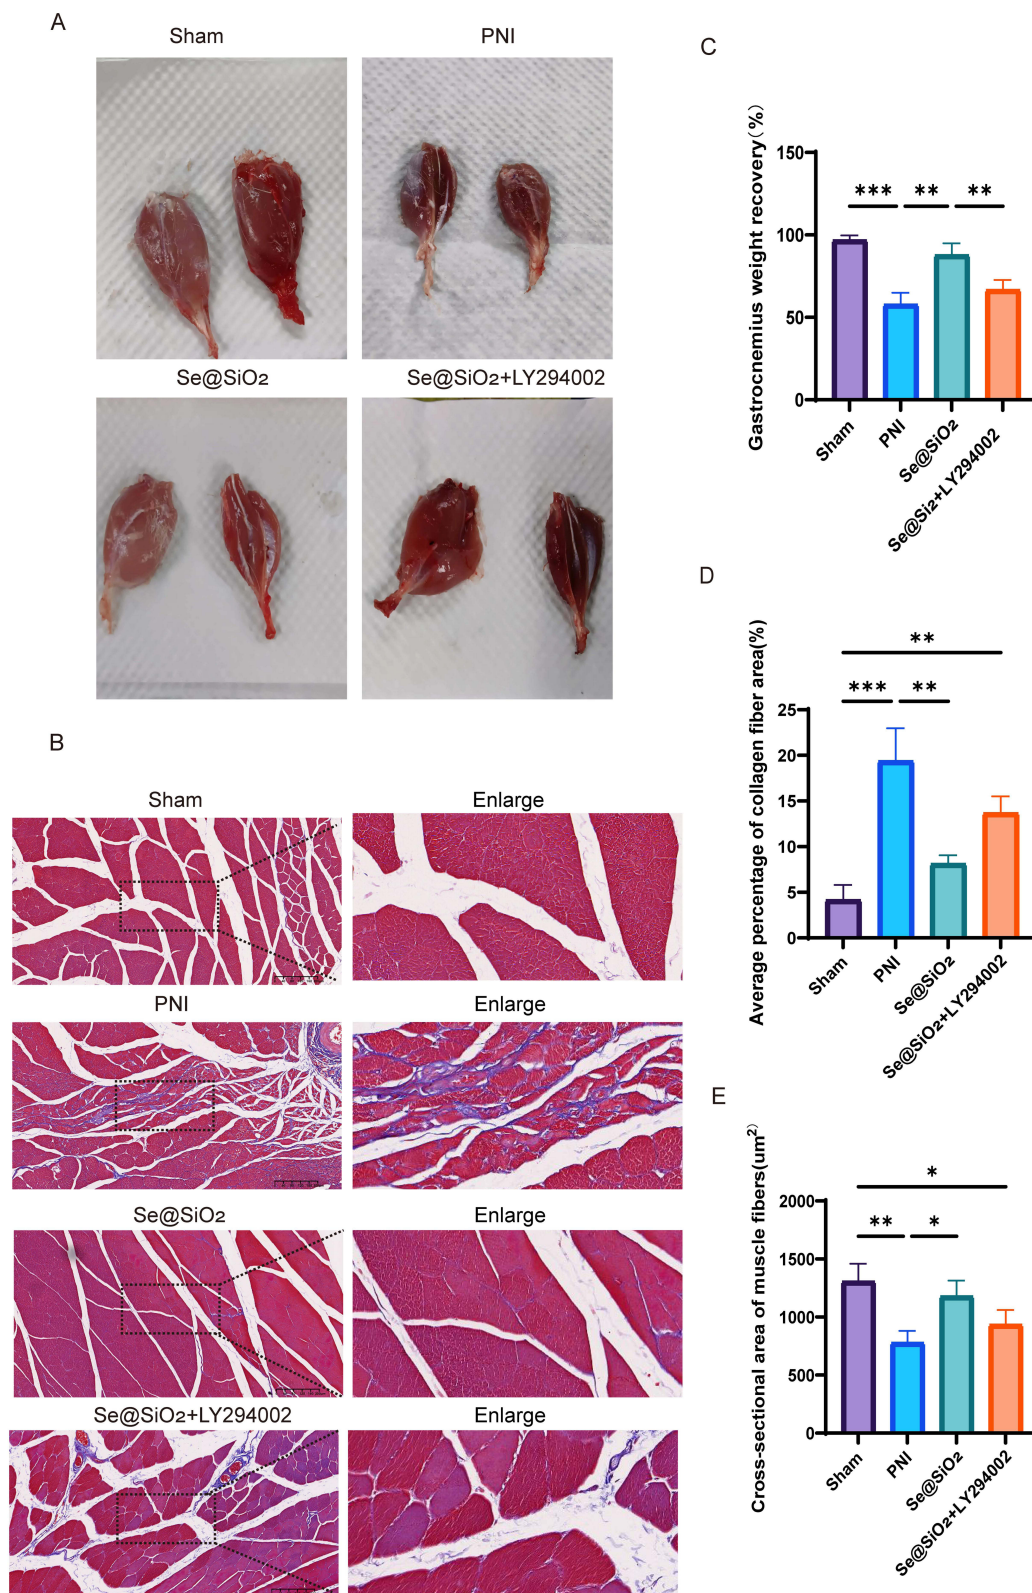 A
Sham
PNI
Se@SiO2
Se@SiO2+LY294002
B
Sham
Enlarge
PNI
Enlarge
Se@SiO2
Enlarge
Se@SiO2+LY294002
Enlarge
C
Gastrocnemius weight recovery(%)
150
100
50
0
*** ** **
Sham
PNI
Se@SiO2
Se@Si2+LY294002
D
Average percentage of collagen fiber area(%)
25
20
15
10
5
0
**
*** **
Sham
PNI
Se@SiO2
Se@SiO2+LY294002
E
Cross-sectional area of muscle fibers(um²)
2000
1500
1000
500
0
*
** *
Sham
PNI
Se@SiO2
Se@SiO2+LY294002